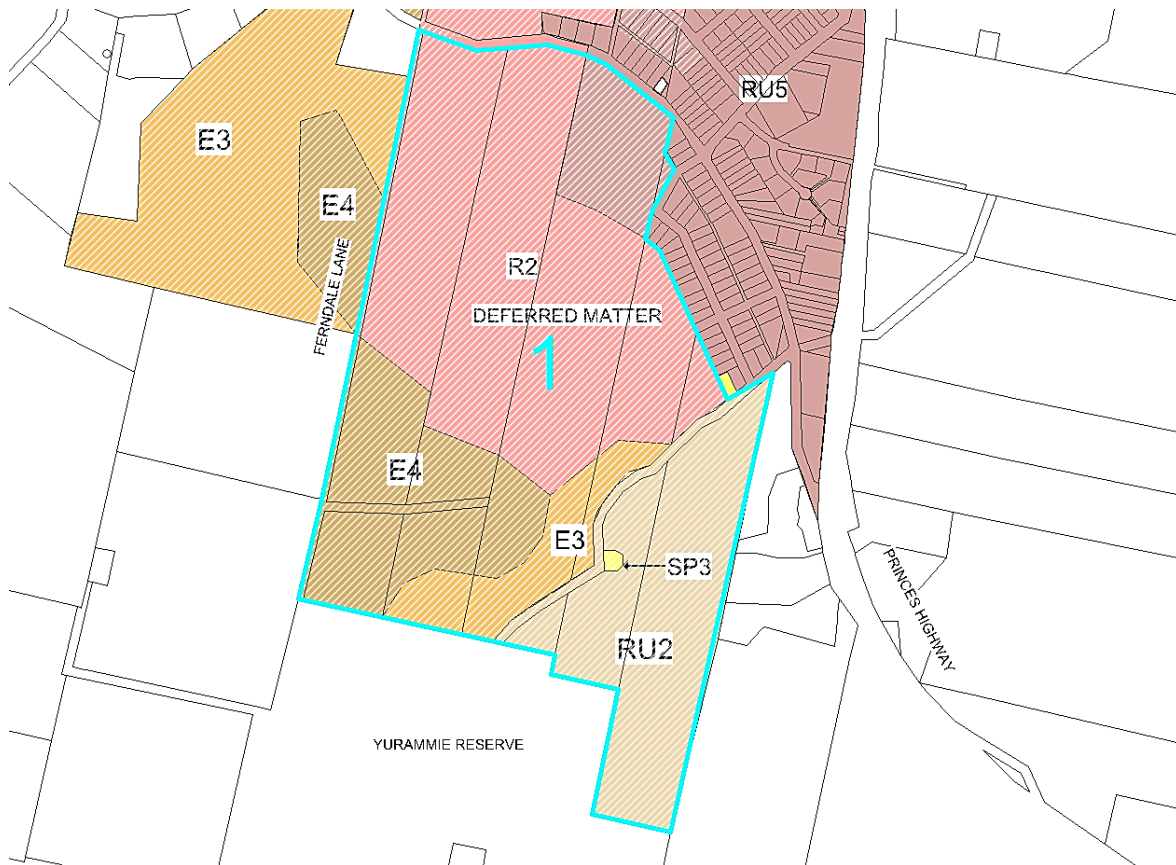 RU5
E3
E4
FERNDALE LANE
R2
DEFERRED MATTER
1
E4
E3
SP3
PRINCES HIGHWAY
RU2
YURAMMIE RESERVE